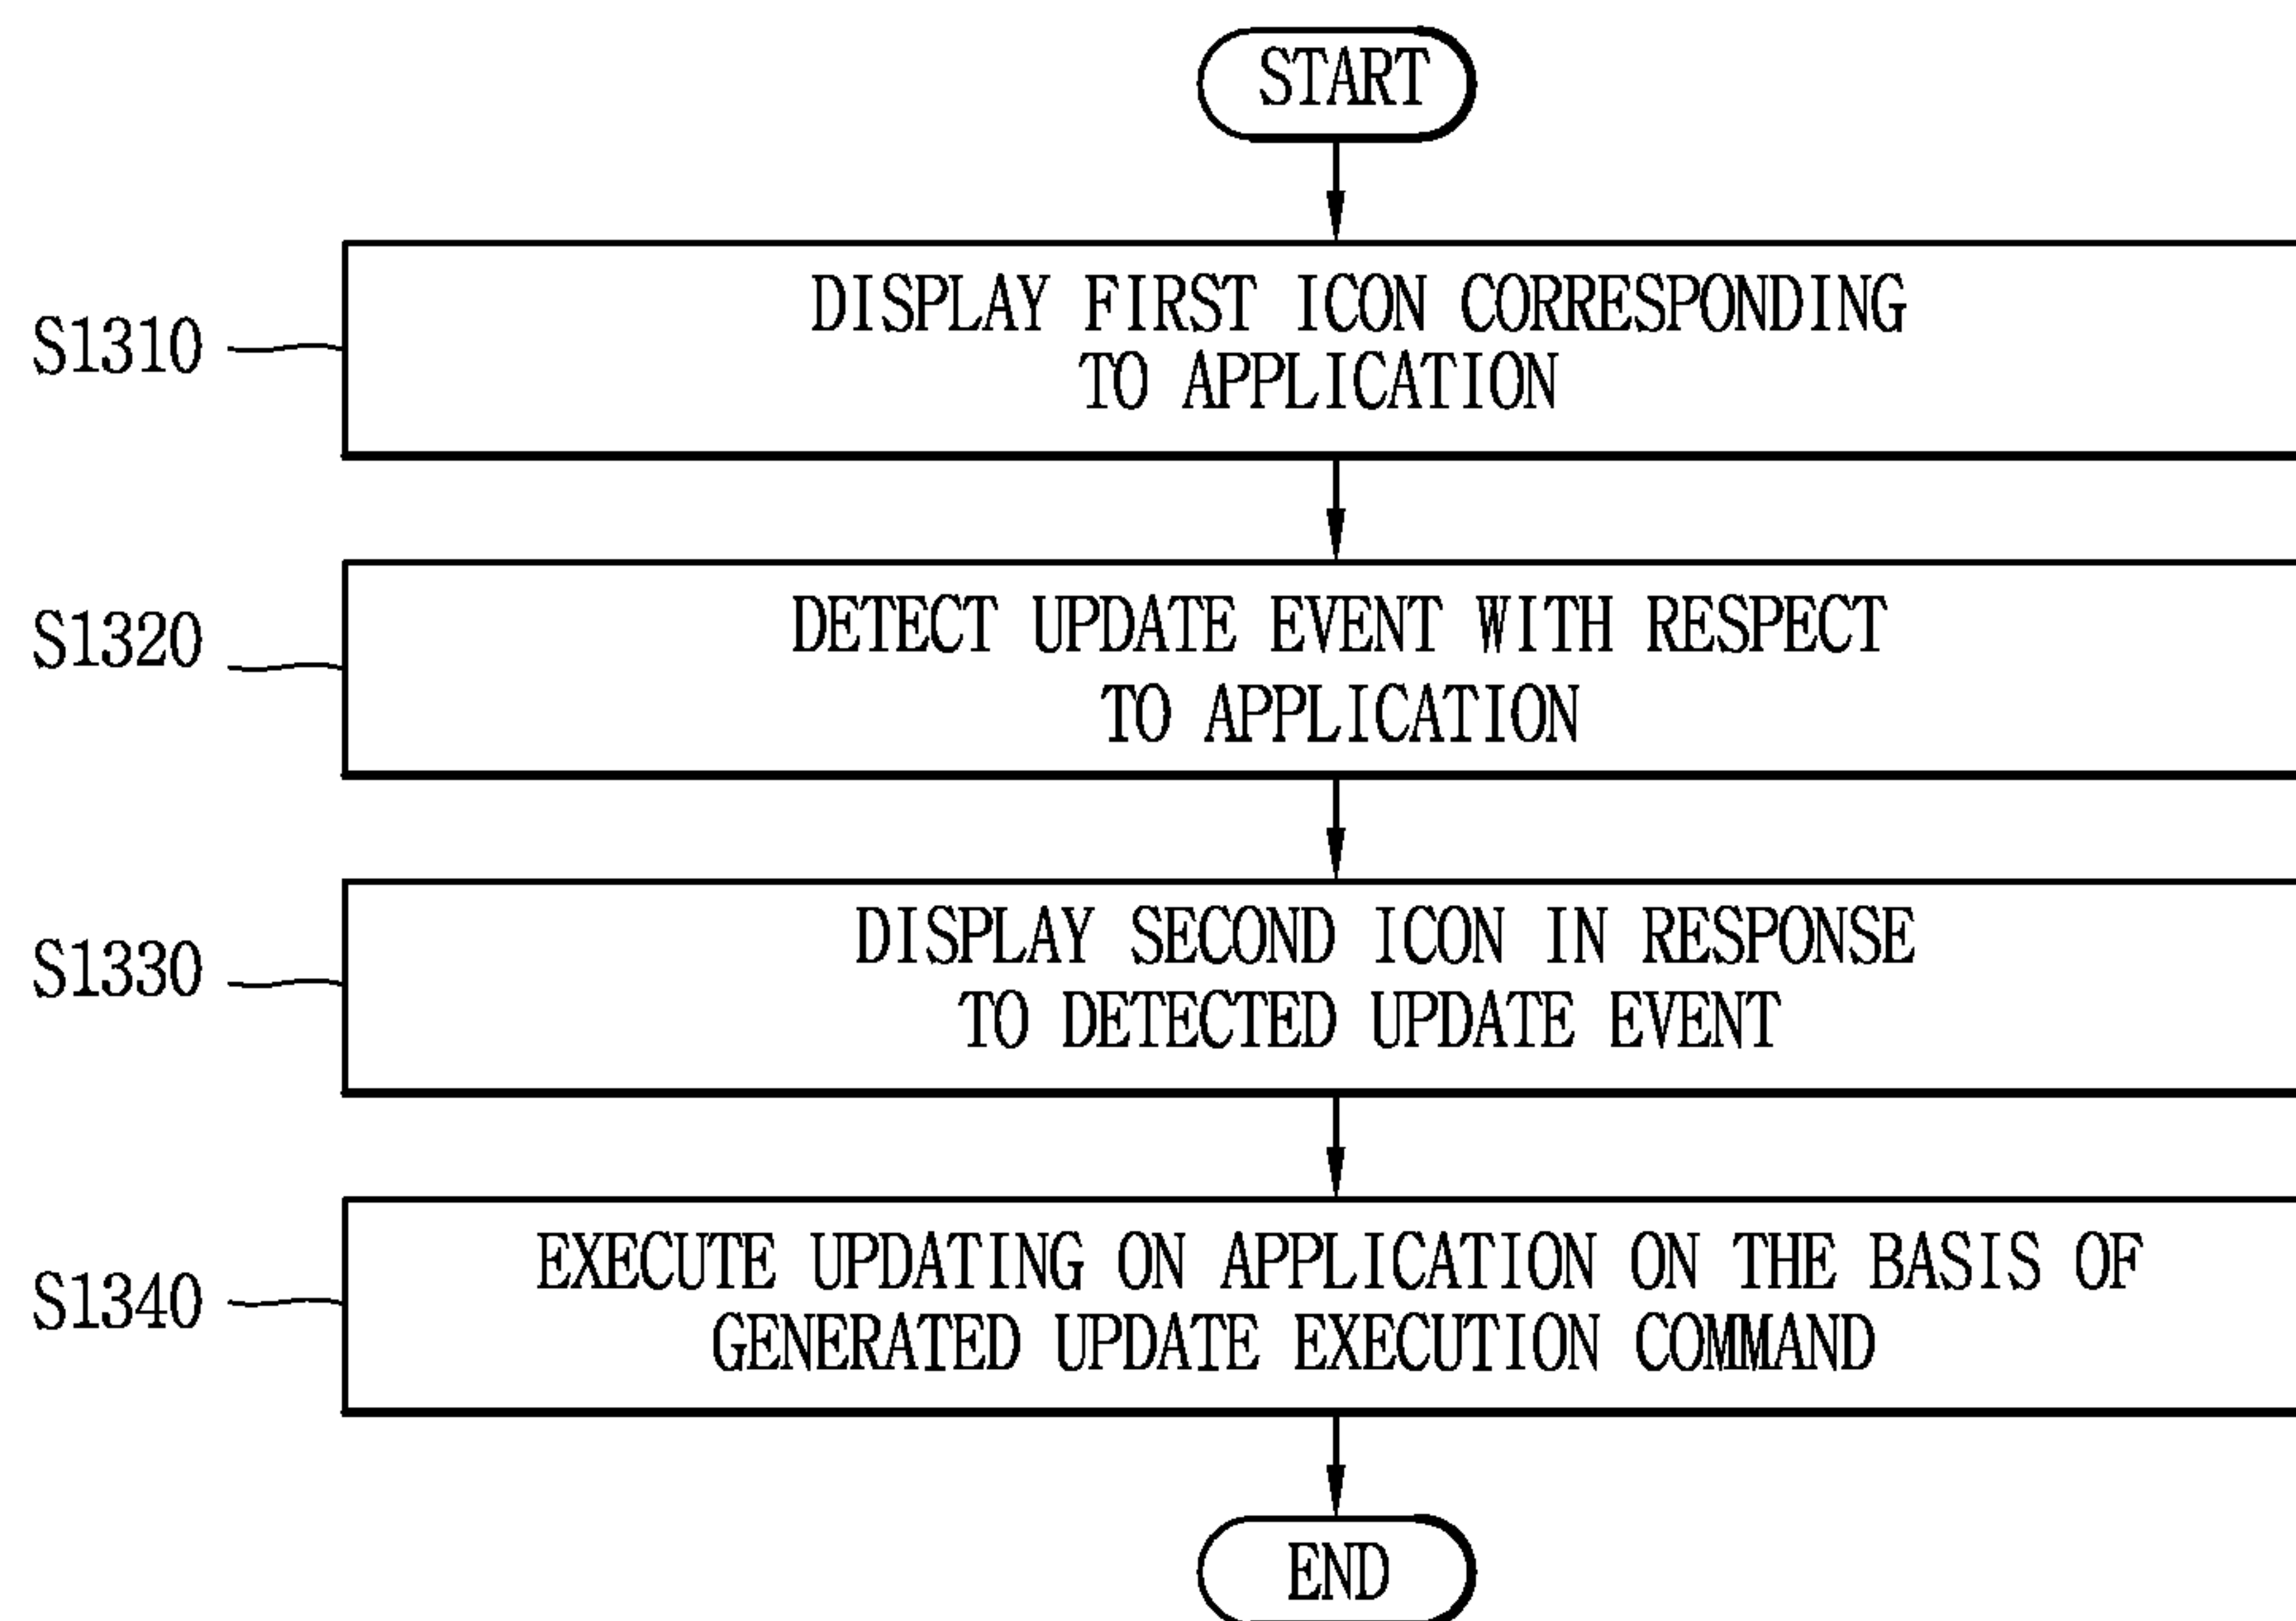 START
S1310
DISPLAY FIRST ICON CORRESPONDING
TO APPLICATION
S1320
DETECT UPDATE EVENT WITH RESPECT
TO APPLICATION
S1330
DISPLAY SECOND ICON IN RESPONSE
TO DETECTED UPDATE EVENT
S1340
EXECUTE UPDATING ON APPLICATION ON THE BASIS OF
GENERATED UPDATE EXECUTION COMMAND
END